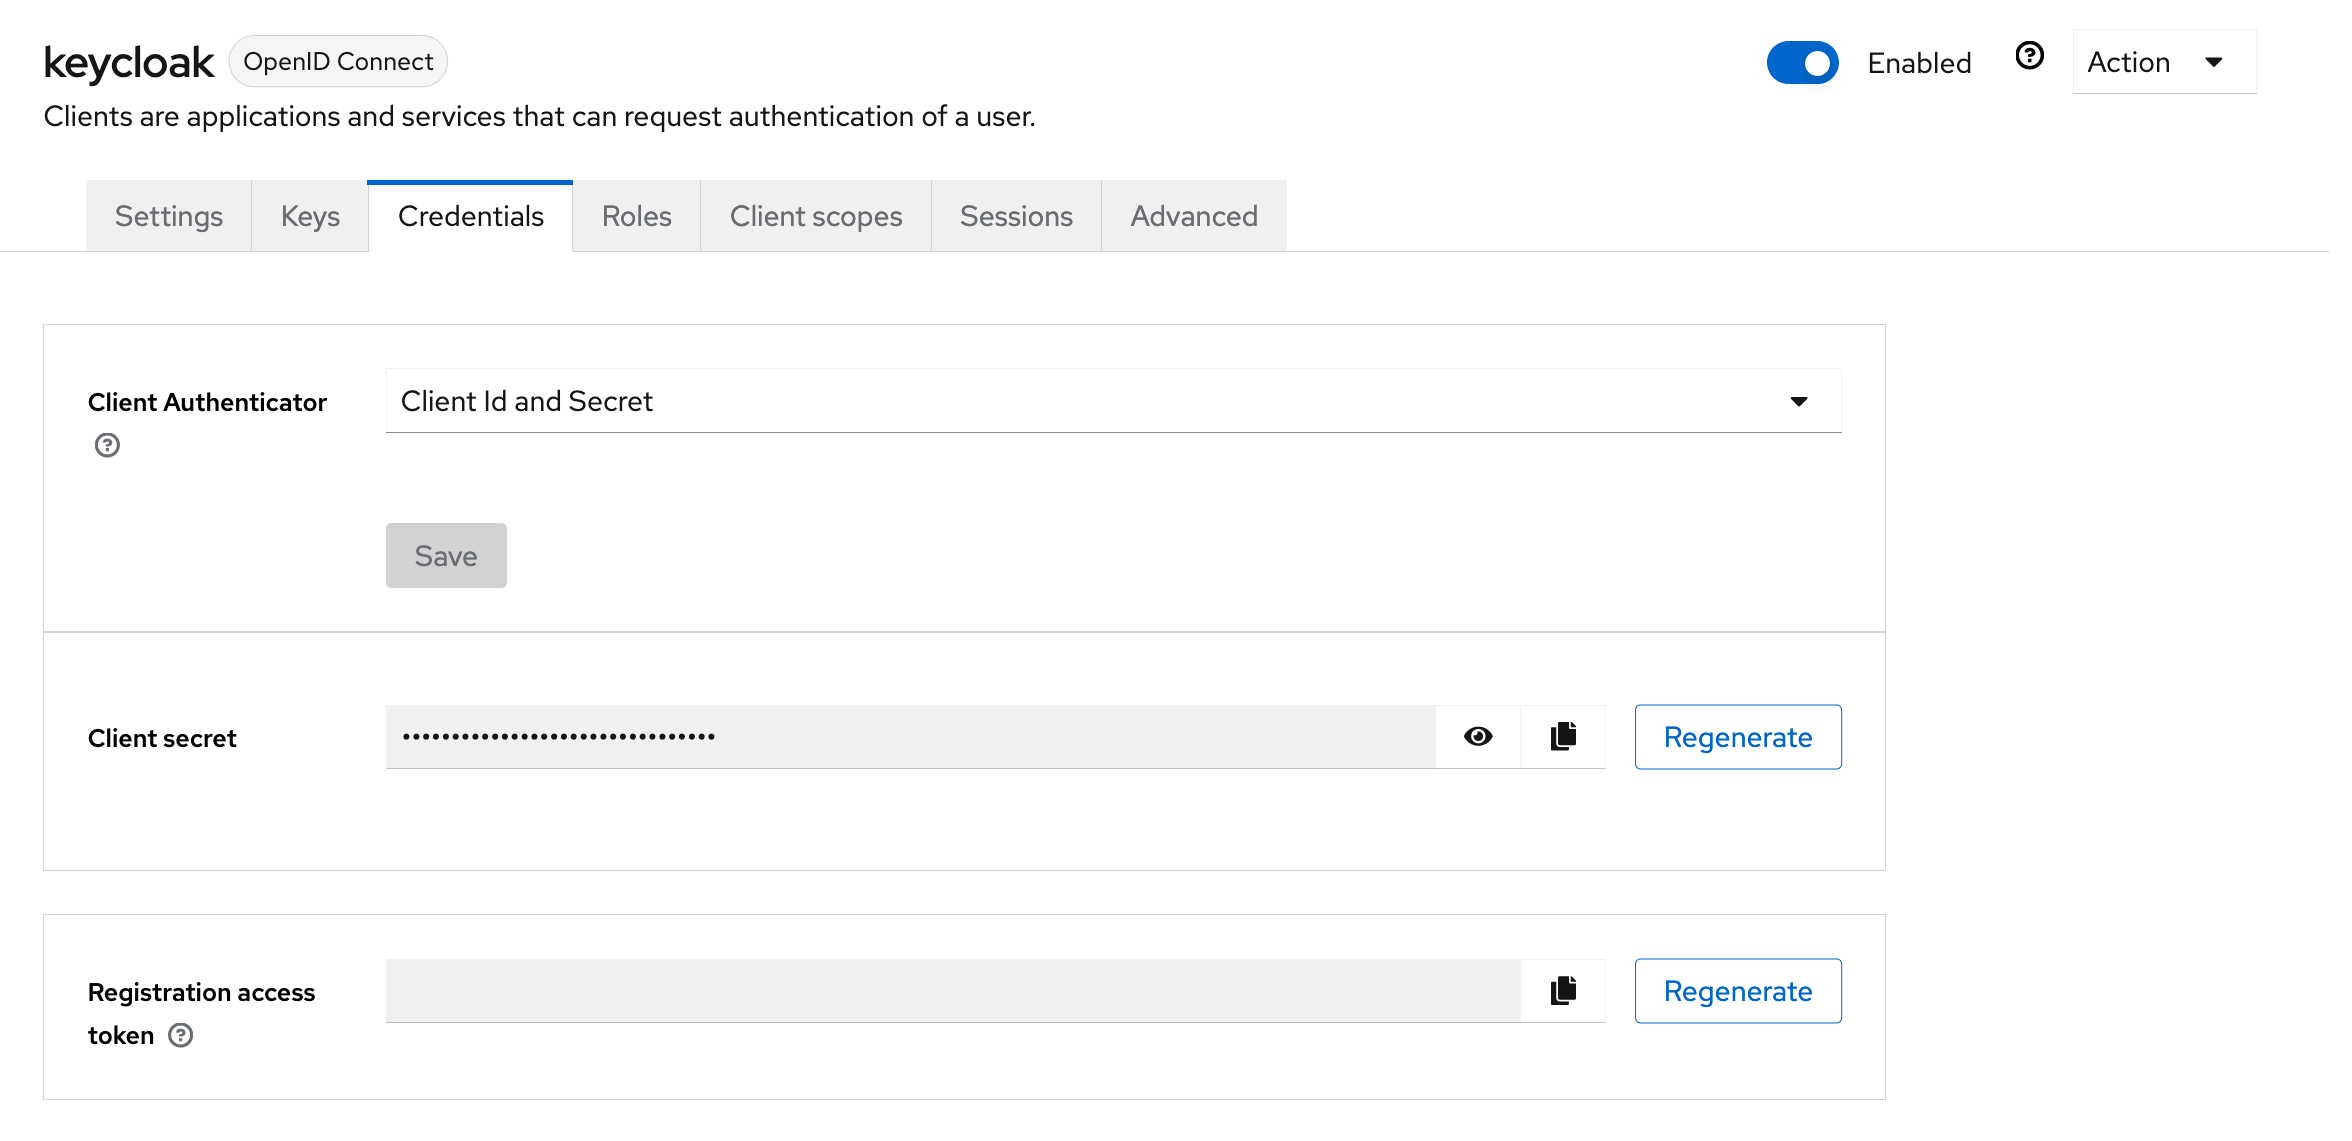 keycloak OpenID Connect Enabled Action
Clients are applications and services that can request authentication of a user.
Settings Keys Credentials Roles Client scopes Sessions Advanced
Client Authenticator Client Id and Secret
Save
Client secret •••••••••••••••••••••••••••••••• Regenerate
Registration access Regenerate
token